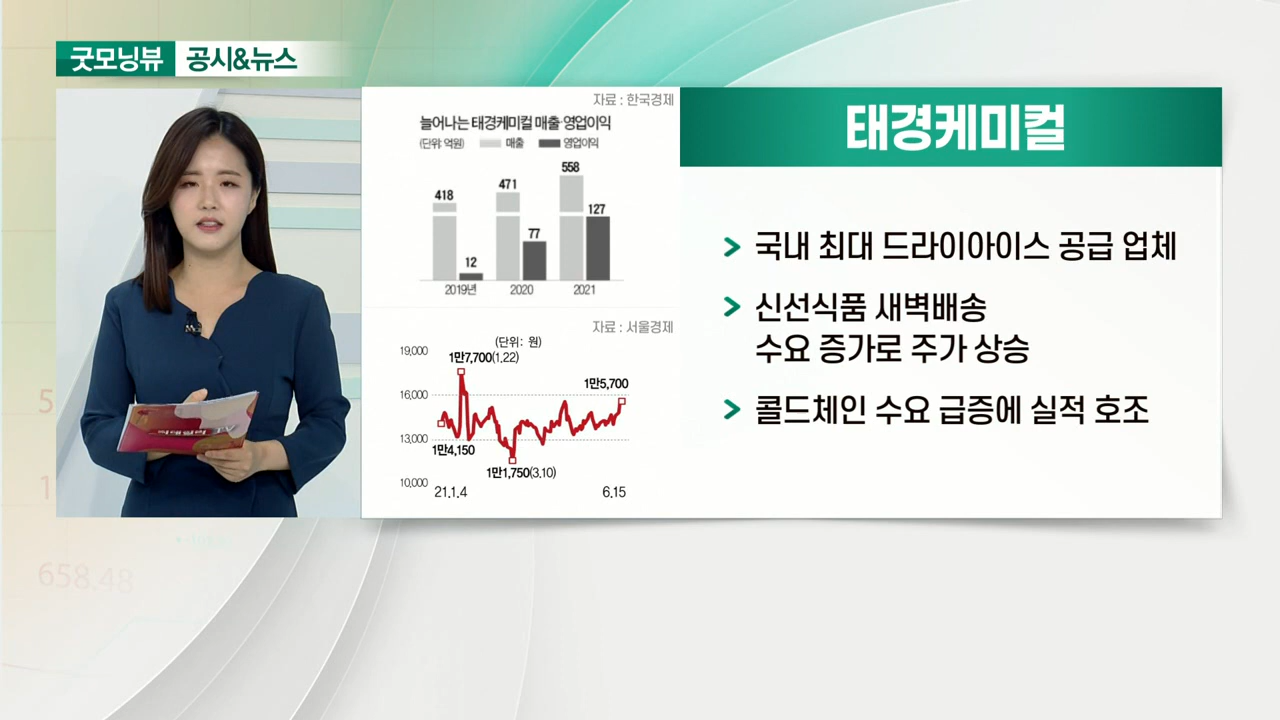 굿모닝뷰 공시&뉴스
자료 : 한국경제
늘어나는 태경케미컬 매출·영업이익
(단위: 억원) 매출 영업이익
418 471 558
12 77 127
2019년 2020 2021
자료 : 서울경제
(단위: 원)
19,000
1만7,700(1.22)
1만5,700
16,000
13,000
1만4,150
1만1,750(3.10)
10,000
21.1.4 6.15
태경케미컬
국내 최대 드라이아이스 공급 업체
신선식품 새벽배송
수요 증가로 주가 상승
콜드체인 수요 급증에 실적 호조
658.48